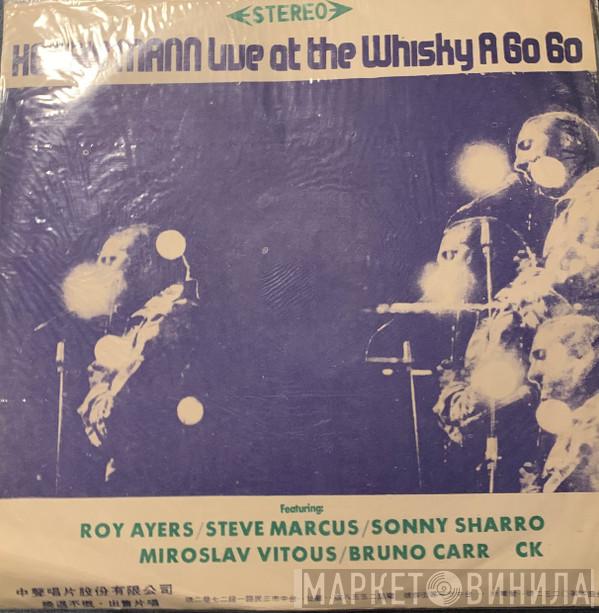 STEREO
MANN Live at the Whisky A Go Go
Featuring:
ROY AYERS/STEVE MARCUS/SONNY SHARRO
MIROSLAV VITOUS/BRUNO CARR CK
中聲唱片股份有限公司
МАРКЕТ ВИНИЛА